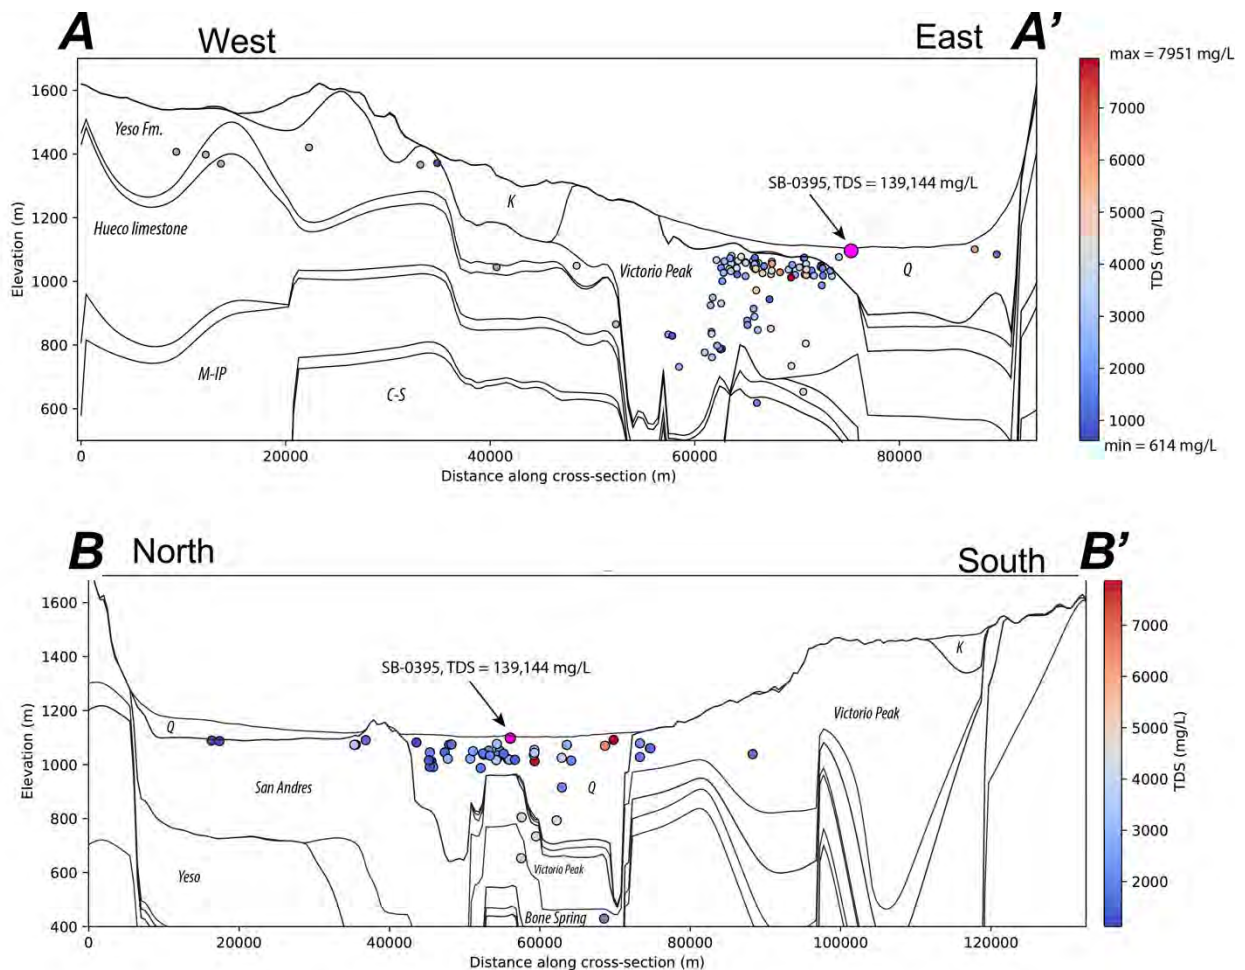 A West East A'
max = 7951 mg/L
1600
1400
1200
1000
800
600
Elevation (m)
Yeso Fm.
Hueco limestone
M-IP
C-S
K
Victorio Peak
Q
SB-0395, TDS = 139,144 mg/L
7000
6000
5000
4000
3000
2000
1000
TDS (mg/L)
min = 614 mg/L
0 20000 40000 60000 80000
Distance along cross-section (m)
B North South B'
1600
1400
1200
1000
800
600
400
Elevation (m)
SB-0395, TDS = 139,144 mg/L
K
Victorio Peak
Q
San Andres
Q
Yeso
Victorio Peak
Bone Spring
7000
6000
5000
4000
3000
2000
TDS (mg/L)
0 20000 40000 60000 80000 100000 120000
Distance along cross-section (m)